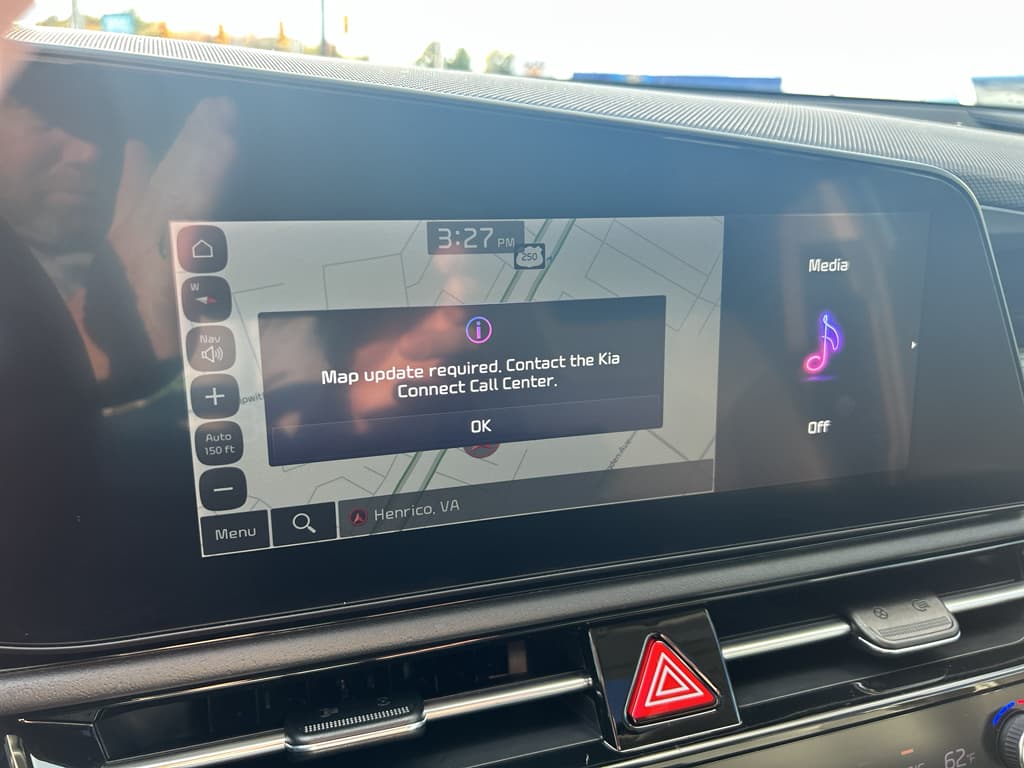 3:27 PM
250
W
Nav
Auto
150 ft
Map update required. Contact the Kia
Connect Call Center.
OK
Menu
Henrico, VA
Media
Off
62°F